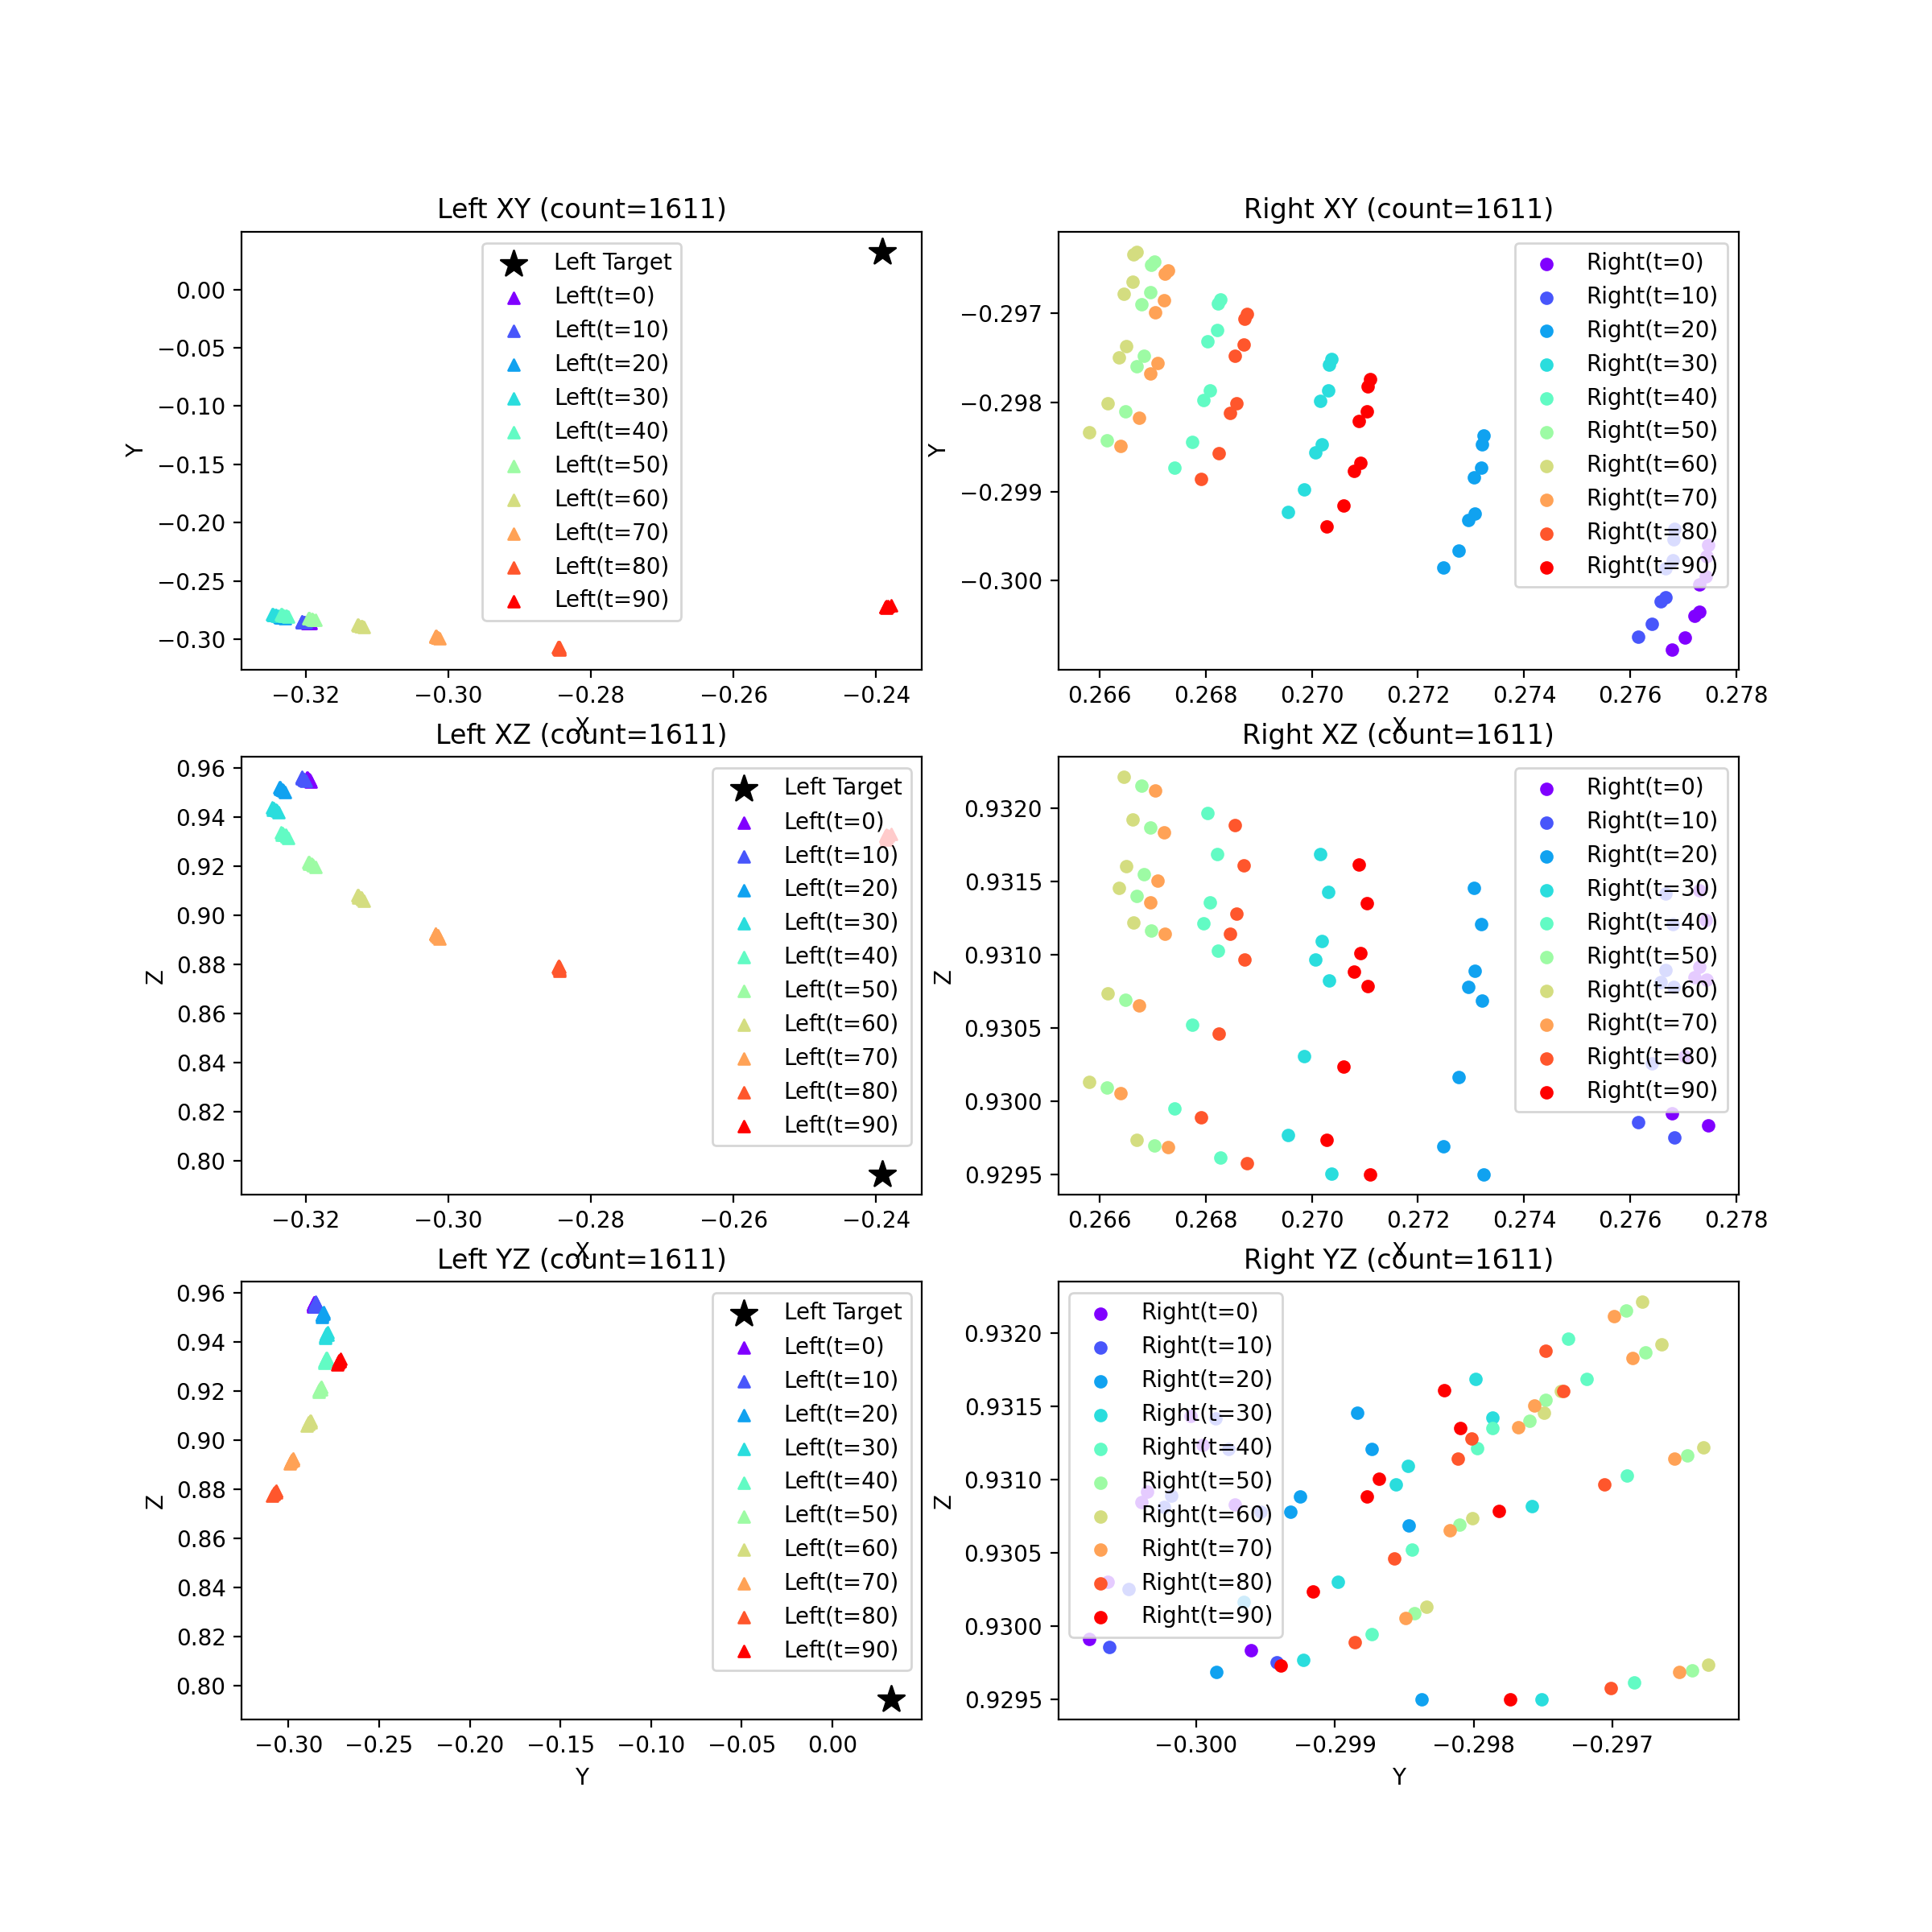 Left XY (count=1611)
Y
0.00
−0.05
−0.10
−0.15
−0.20
−0.25
−0.30
Left Target
Left(t=0)
Left(t=10)
Left(t=20)
Left(t=30)
Left(t=40)
Left(t=50)
Left(t=60)
Left(t=70)
Left(t=80)
Left(t=90)
−0.32 −0.30 −0.28 −0.26 −0.24
X
Right XY (count=1611)
Y
−0.297
−0.298
−0.299
−0.300
Right(t=0)
Right(t=10)
Right(t=20)
Right(t=30)
Right(t=40)
Right(t=50)
Right(t=60)
Right(t=70)
Right(t=80)
Right(t=90)
0.266 0.268 0.270 0.272 0.274 0.276 0.278
X
Left XZ (count=1611)
Z
0.96
0.94
0.92
0.90
0.88
0.86
0.84
0.82
0.80
Left Target
Left(t=0)
Left(t=10)
Left(t=20)
Left(t=30)
Left(t=40)
Left(t=50)
Left(t=60)
Left(t=70)
Left(t=80)
Left(t=90)
−0.32 −0.30 −0.28 −0.26 −0.24
X
Right XZ (count=1611)
Z
0.9320
0.9315
0.9310
0.9305
0.9300
0.9295
Right(t=0)
Right(t=10)
Right(t=20)
Right(t=30)
Right(t=40)
Right(t=50)
Right(t=60)
Right(t=70)
Right(t=80)
Right(t=90)
0.266 0.268 0.270 0.272 0.274 0.276 0.278
X
Left YZ (count=1611)
Z
0.96
0.94
0.92
0.90
0.88
0.86
0.84
0.82
0.80
Left Target
Left(t=0)
Left(t=10)
Left(t=20)
Left(t=30)
Left(t=40)
Left(t=50)
Left(t=60)
Left(t=70)
Left(t=80)
Left(t=90)
−0.30 −0.25 −0.20 −0.15 −0.10 −0.05 0.00
Y
Right YZ (count=1611)
Z
0.9320
0.9315
0.9310
0.9305
0.9300
0.9295
Right(t=0)
Right(t=10)
Right(t=20)
Right(t=30)
Right(t=40)
Right(t=50)
Right(t=60)
Right(t=70)
Right(t=80)
Right(t=90)
−0.300 −0.299 −0.298 −0.297
Y